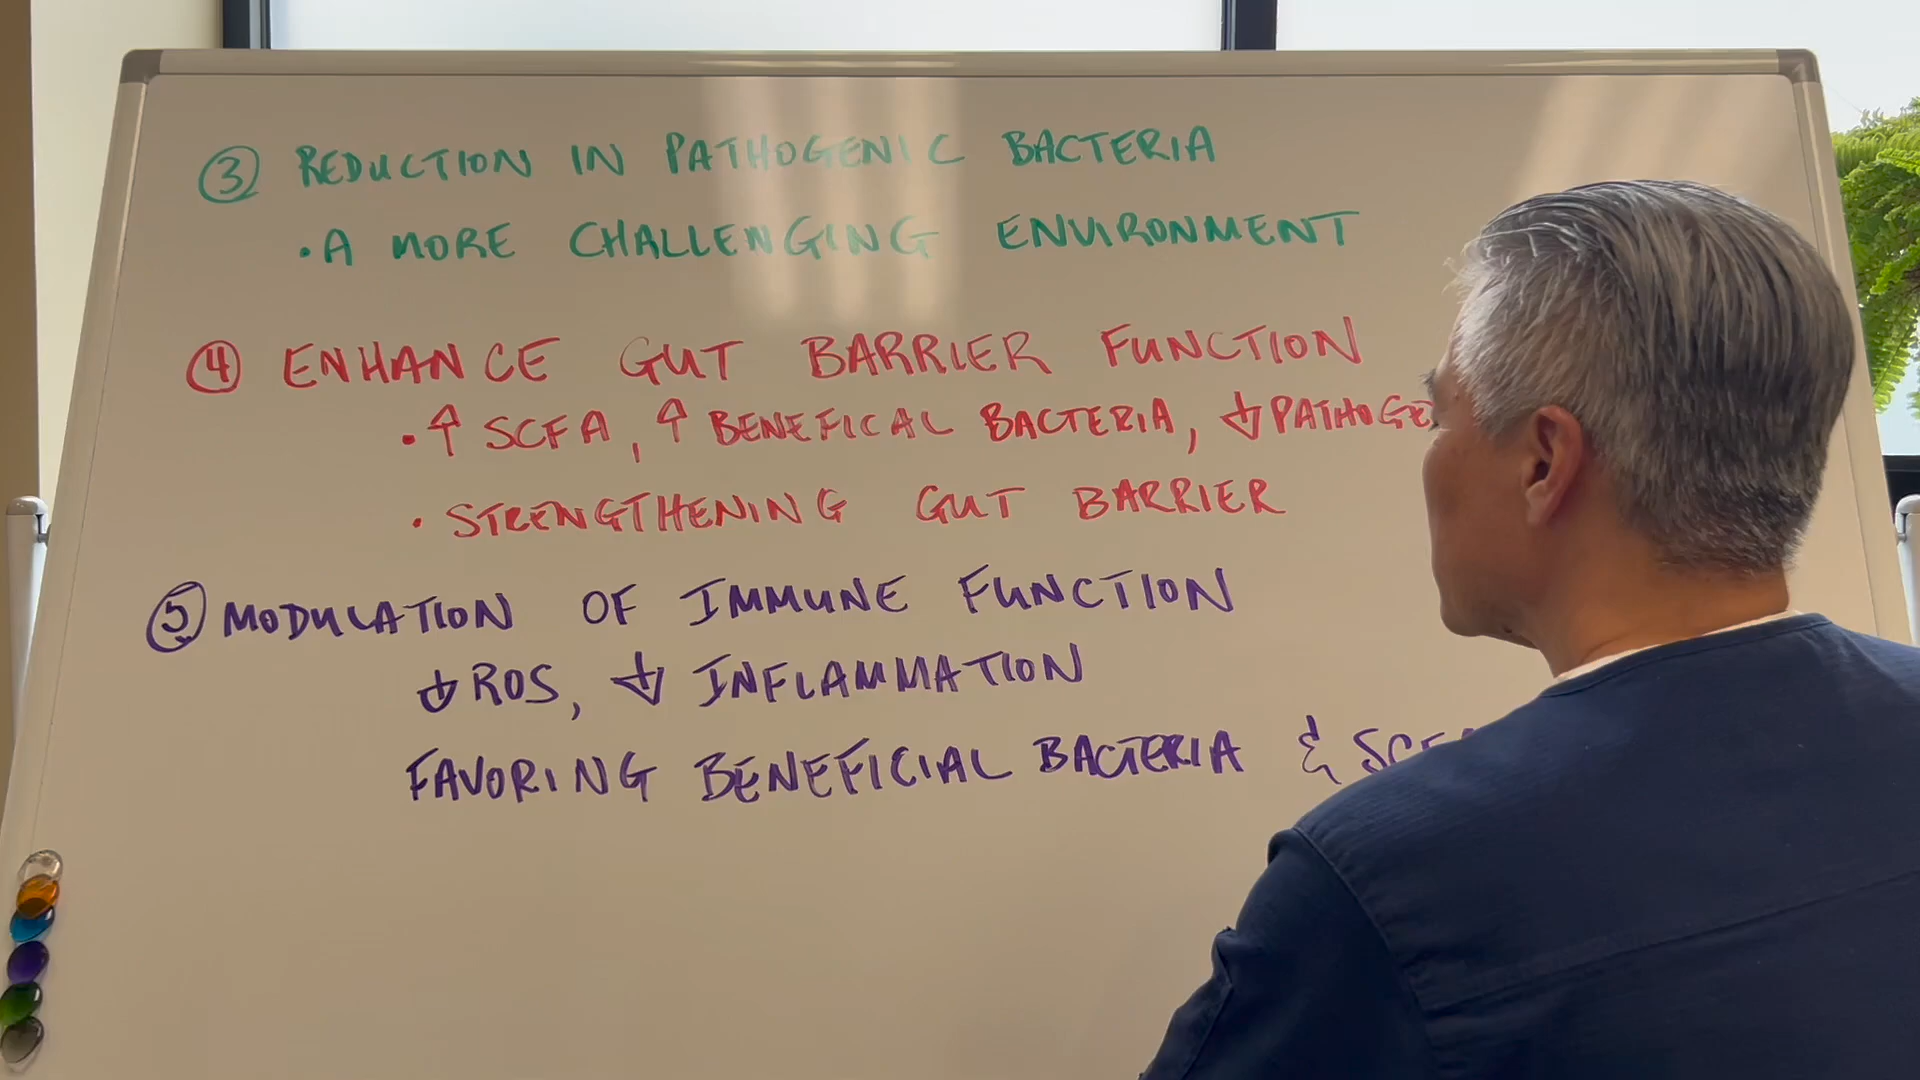 ③ REDUCTION IN PATHOGENIC BACTERIA
• A MORE CHALLENGING ENVIRONMENT
④ ENHANCE GUT BARRIER FUNCTION
• ↑ SCFA, ↑ BENEFICAL BACTERIA, ↓
• STRENGTHENING GUT BARRIER
⑤ MODULATION OF IMMUNE FUNCTION
↓ ROS, ↓ INFLAMMATION
FAVORING BENEFICIAL BACTERIA &